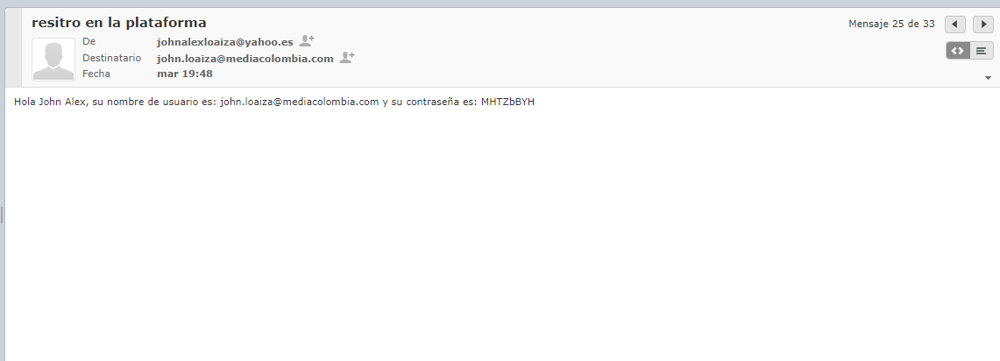 resitro en la plataforma
Mensaje 25 de 33
De johnalexloaiza@yahoo.es
Destinatario john.loaiza@mediacolombia.com
Fecha mar 19:48
Hola John Alex, su nombre de usuario es: john.loaiza@mediacolombia.com y su contraseña es: MHTZbBYH